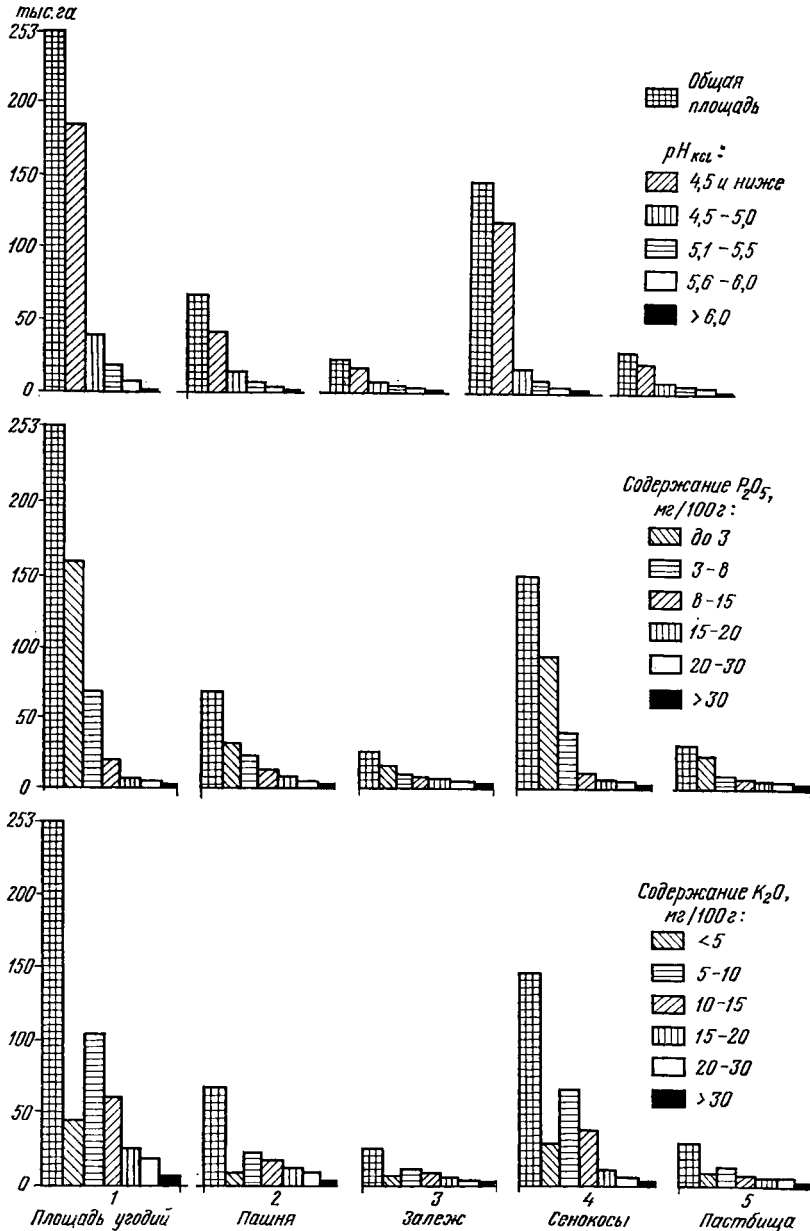 тыс. га
253
200
150
100
50
0
Общая
площадь
pH KCL :
4,5 и ниже
4,5 – 5,0
5,1 – 5,5
5,6 – 6,0
> 6,0
253
150
100
50
0
Содержание P₂O₅,
мг/100 г :
до 3
3 – 8
8 – 15
15 – 20
20 – 30
> 30
253
200
150
100
50
0
Содержание K₂O,
мг/100 г :
< 5
5 – 10
10 – 15
15 – 20
20 – 30
> 30
1 2 3 4 5
Площадь угодий Пашня Залеж Сенокосы Пастбища